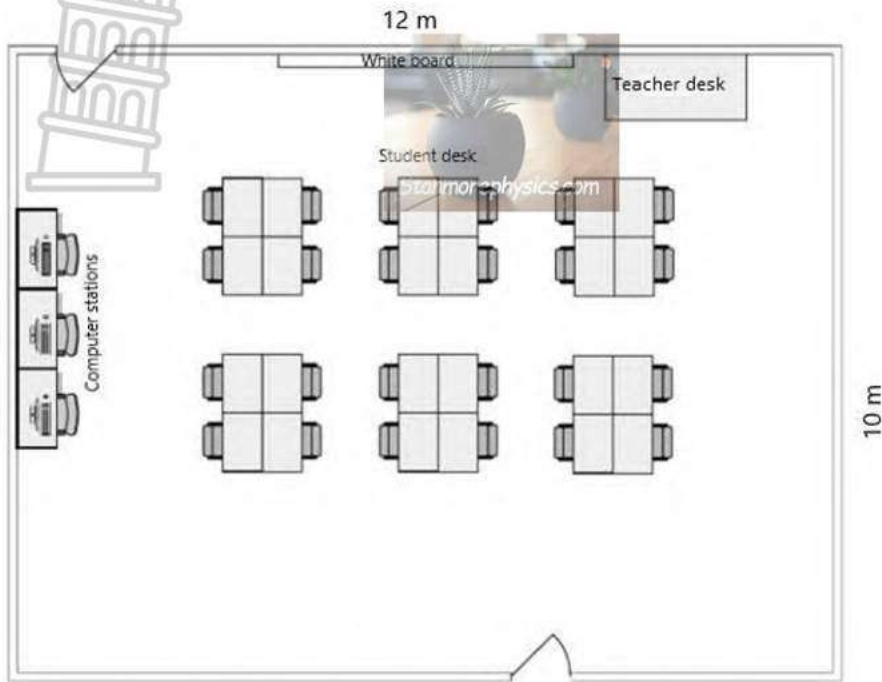 12 m
White board
Teacher desk
Student desk
Stanmorephysics.com
Computer stations
10 m